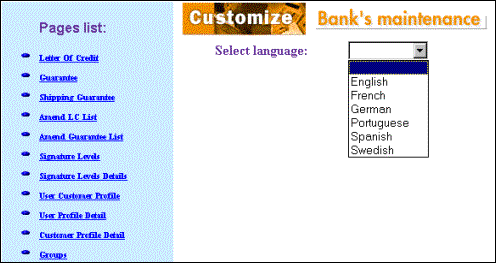 Pages list:
Letter Of Credit
Guarantee
Shipping Guarantee
Amend LC List
Amend Guarantee List
Signature Levels
Signature Levels Details
User Customer Profile
User Profile Detail
Customer Profile Detail
Groups
Customize Bank's maintenance
Select language:
English
French
German
Portuguese
Spanish
Swedish